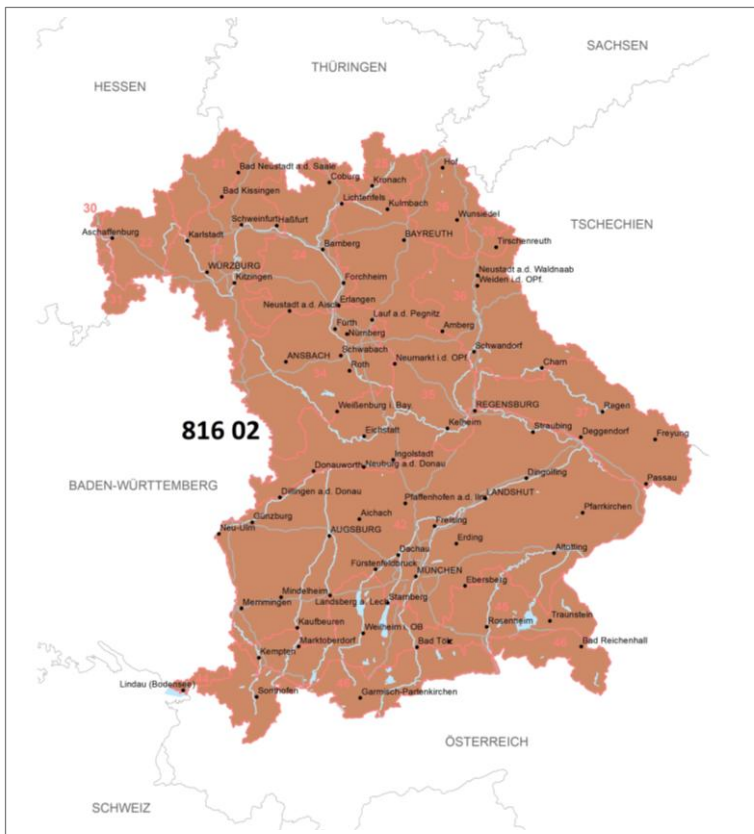 SACHSEN
THÜRINGEN
HESSEN
Hof
Bad Neustadt a.d. Saale
Coburg
Kronach
Bad Kissingen
Lichtenfels
Kulmbach
Wunsiedel
30
Schweinfurt
Haßfurt
TSCHECHIEN
Aschaffenburg
Karlstadt
BAYREUTH
Bamberg
Tirschenreuth
WÜRZBURG
Neustadt a.d. Waldnaab
Kitzingen
Forchheim
Weiden i.d. OPf.
Erlangen
Neustadt a.d. Aisch
Lauf a.d. Pegnitz
Fürth
Nürnberg
Amberg
Schwabach
Schwandorf
ANSBACH
Roth
Neumarkt i.d. OPf.
Cham
Weißenburg i. Bay.
REGENSBURG
Regen
816 02
Kelheim
Straubing
Deggendorf
Freyung
Eichstätt
Ingolstadt
Donauwörth
Neuburg a.d. Donau
Dingolfing
BADEN-WÜRTTEMBERG
Passau
Dillingen a.d. Donau
Pfaffenhofen a.d. Ilm
LANDSHUT
Pfarrkirchen
Aichach
Günzburg
Freising
Neu-Ulm
AUGSBURG
Erding
Dachau
Altötting
Fürstenfeldbruck
MÜNCHEN
Ebersberg
Mindelheim
Landsberg a. Lech
Starnberg
Memmingen
Traunstein
Kaufbeuren
Weilheim i. OB
Rosenheim
Marktoberdorf
Bad Tölz
Bad Reichenhall
Kempten
Lindau (Bodensee)
Sonthofen
Garmisch-Partenkirchen
ÖSTERREICH
SCHWEIZ